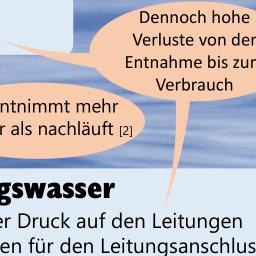 Dennoch hohe
Verluste von der
Entnahme bis zum
Verbrauch
ntnimmt mehr
r als nachläuft [2]
gswasser
er Druck auf den Leitungen
en für den Leitungsanschlus